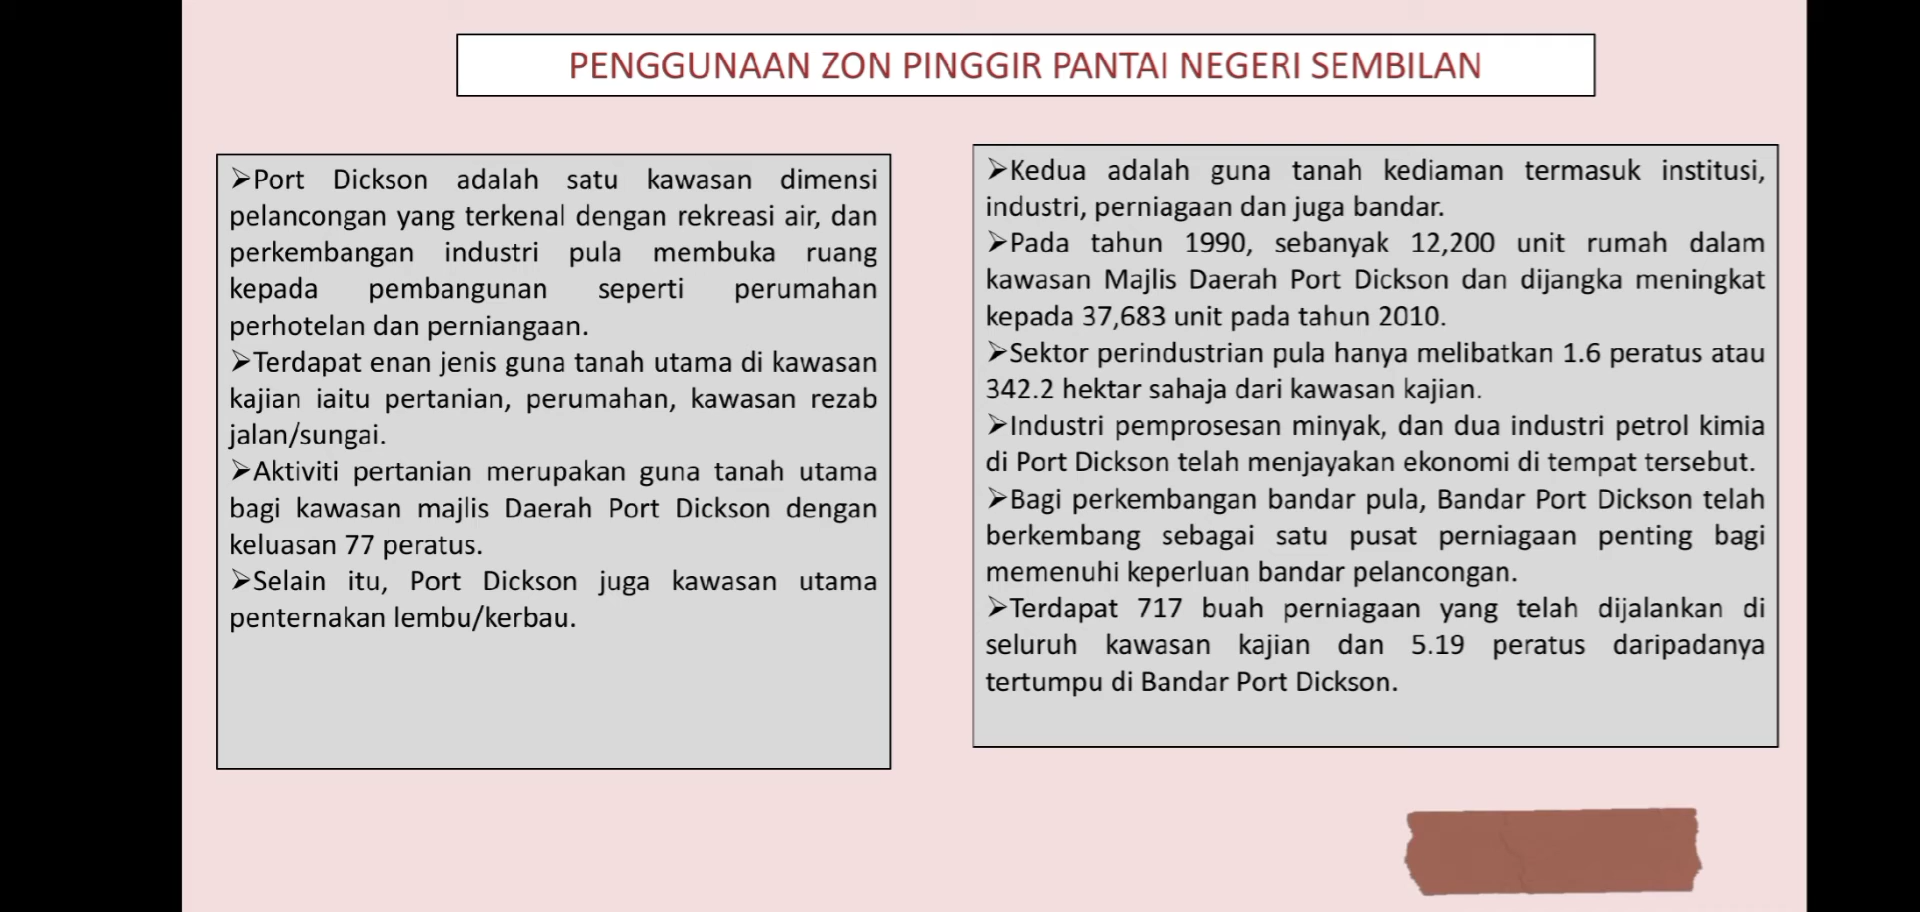 PENGGUNAAN ZON PINGGIR PANTAI NEGERI SEMBILAN
➢Port Dickson adalah satu kawasan dimensi
pelancongan yang terkenal dengan rekreasi air, dan
perkembangan industri pula membuka ruang
kepada pembangunan seperti perumahan
perhotelan dan perniangaan.
➢Terdapat enan jenis guna tanah utama di kawasan
kajian iaitu pertanian, perumahan, kawasan rezab
jalan/sungai.
➢Aktiviti pertanian merupakan guna tanah utama
bagi kawasan majlis Daerah Port Dickson dengan
keluasan 77 peratus.
➢Selain itu, Port Dickson juga kawasan utama
penternakan lembu/kerbau.
➢Kedua adalah guna tanah kediaman termasuk institusi,
industri, perniagaan dan juga bandar.
➢Pada tahun 1990, sebanyak 12,200 unit rumah dalam
kawasan Majlis Daerah Port Dickson dan dijangka meningkat
kepada 37,683 unit pada tahun 2010.
➢Sektor perindustrian pula hanya melibatkan 1.6 peratus atau
342.2 hektar sahaja dari kawasan kajian.
➢Industri pemprosesan minyak, dan dua industri petrol kimia
di Port Dickson telah menjayakan ekonomi di tempat tersebut.
➢Bagi perkembangan bandar pula, Bandar Port Dickson telah
berkembang sebagai satu pusat perniagaan penting bagi
memenuhi keperluan bandar pelancongan.
➢Terdapat 717 buah perniagaan yang telah dijalankan di
seluruh kawasan kajian dan 5.19 peratus daripadanya
tertumpu di Bandar Port Dickson.